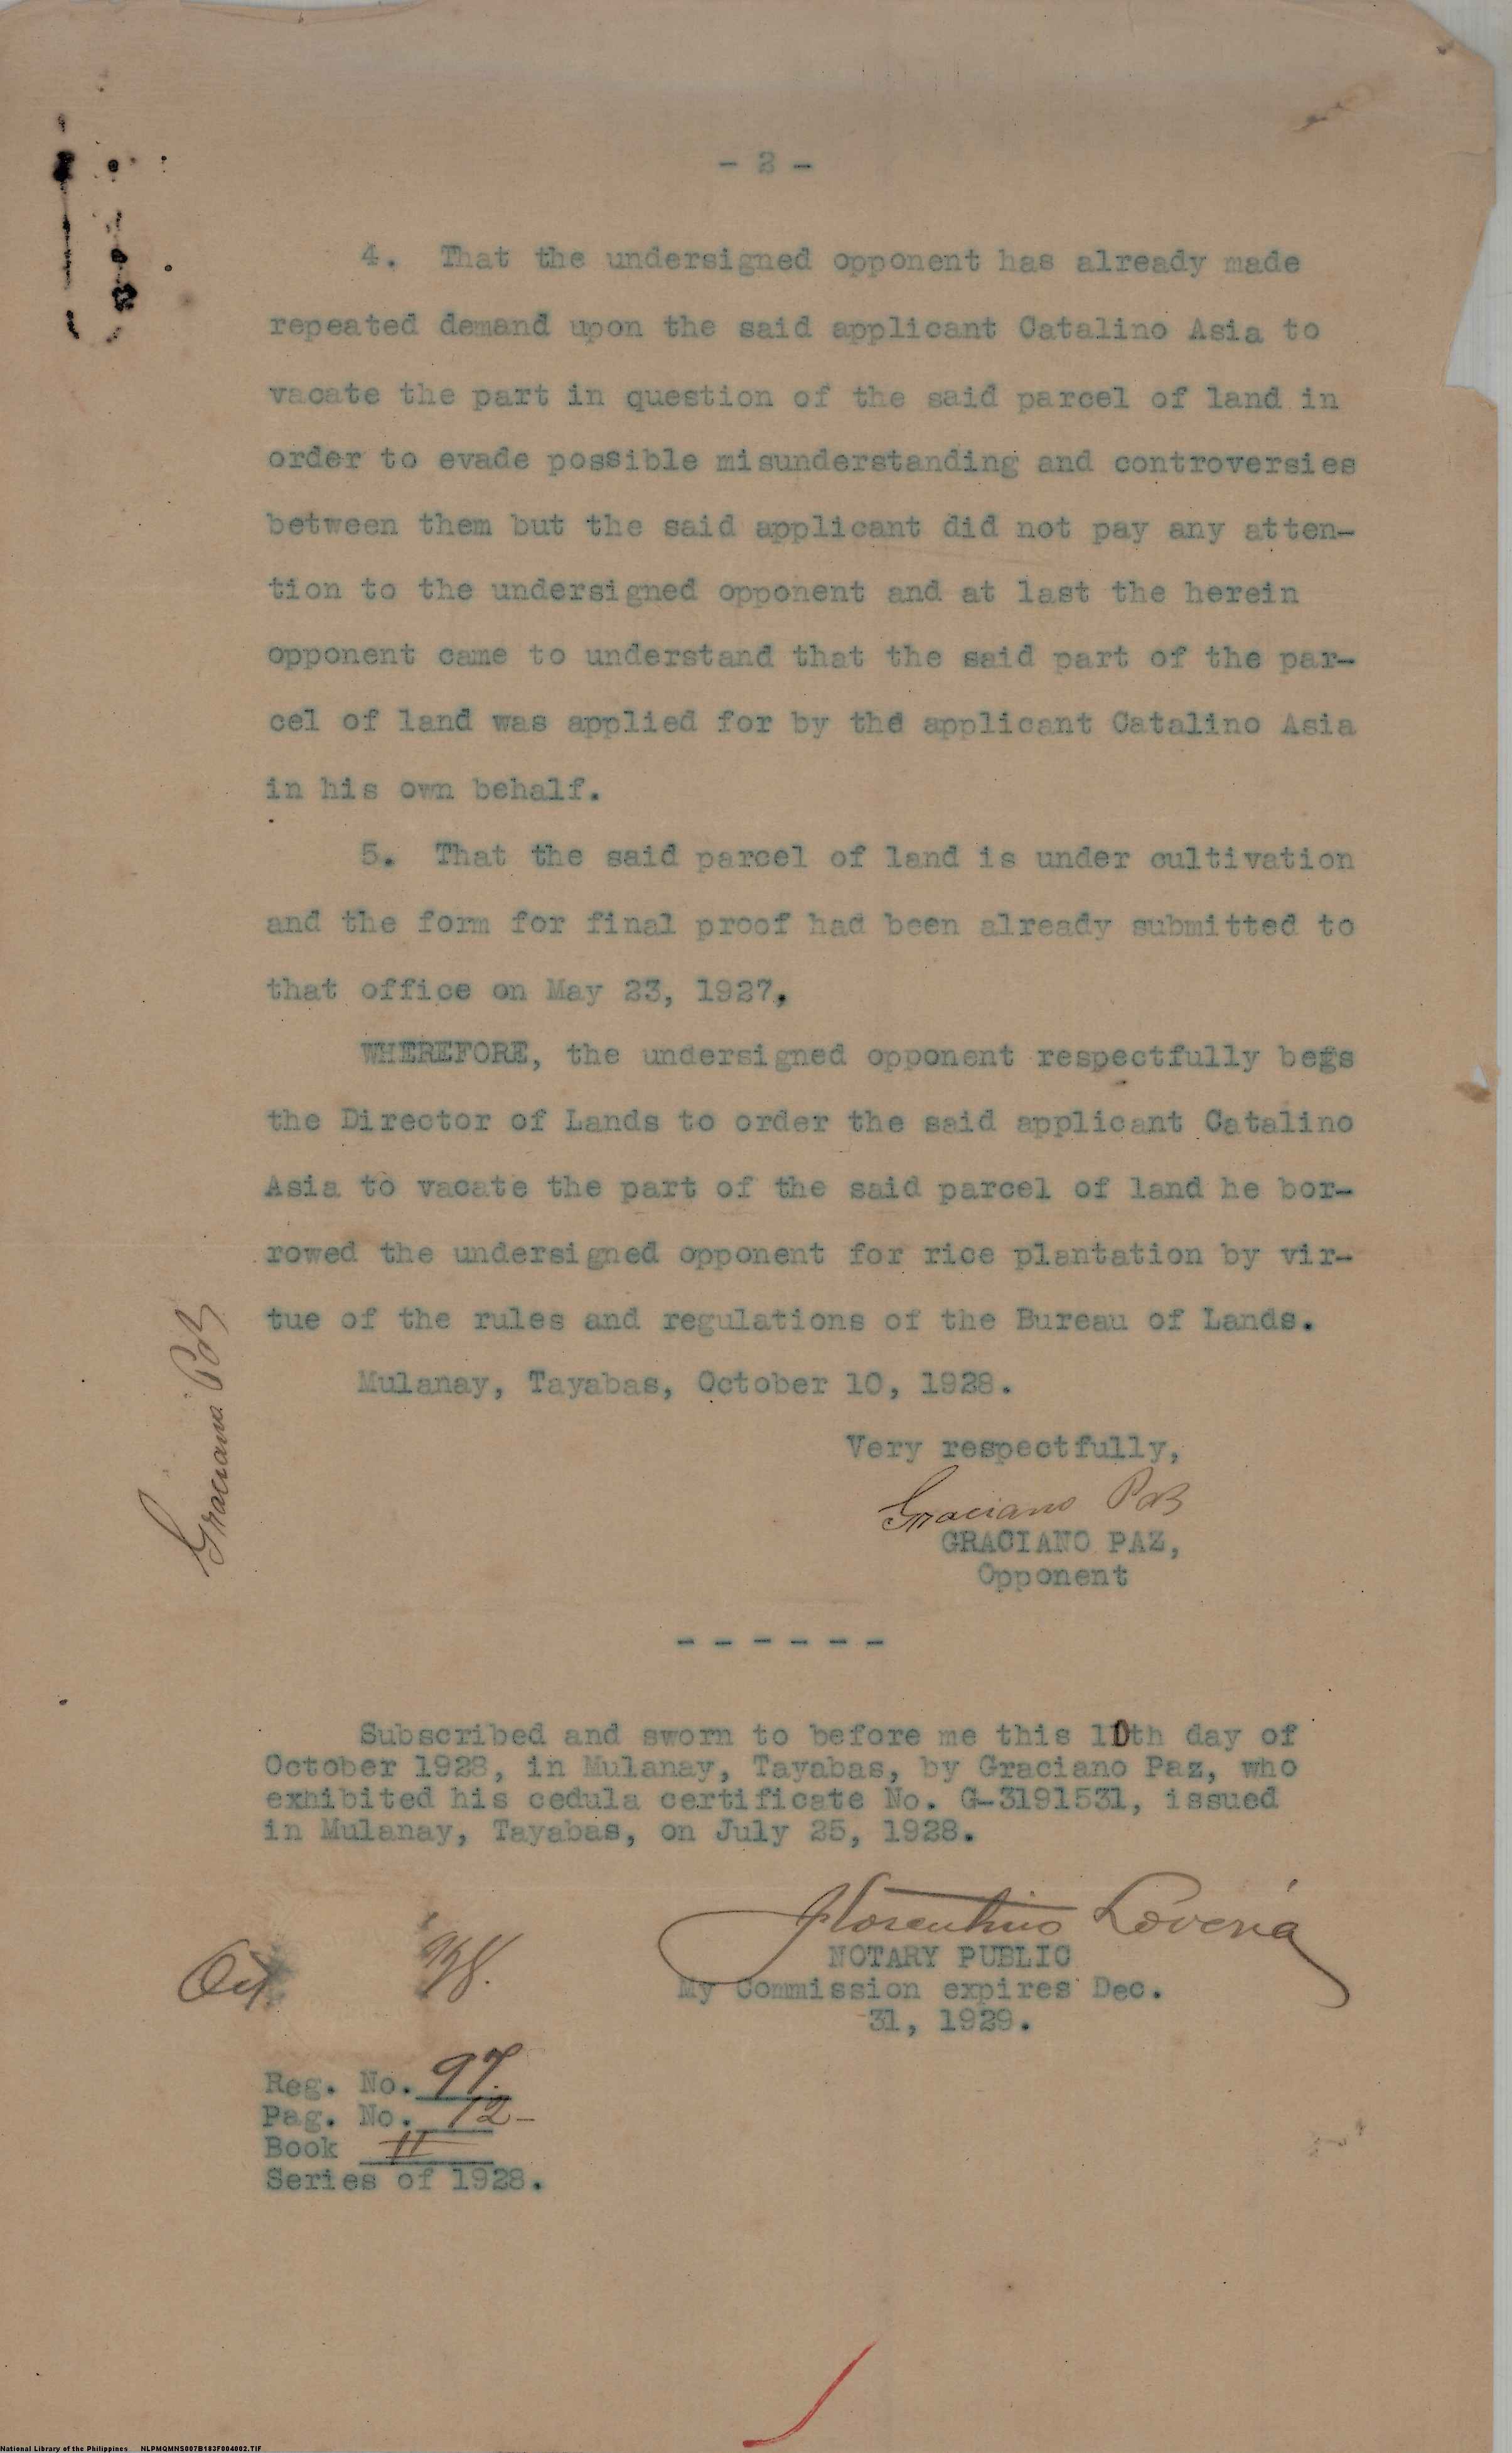 - 2 -
4. That the undersigned opponent has already made
repeated demand upon the said applicant Catalino Asia to
vacate the part in question of the said parcel of land in
order to evade possible misunderstanding and controversies
between them but the said applicant did not pay any atten-
tion to the undersigned opponent and at last the herein
opponent came to understand that the said part of the par-
cel of land was applied for by the applicant Catalino Asia
in his own behalf.
5. That the said parcel of land is under cultivation
and the form for final proof had been already submitted to
that office on May 23, 1927.
WHEREFORE, the undersigned opponent respectfully begs
the Director of Lands to order the said applicant Catalino
Asia to vacate the part of the said parcel of land he bor-
rowed the undersigned opponent for rice plantation by vir-
tue of the rules and regulations of the Bureau of Lands.
Mulanay, Tayabas, October 10, 1928.
Graciano Paz
Very respectfully,
Graciano Paz
GRACIANO PAZ,
Opponent
- - - - - -
Subscribed and sworn to before me this 10th day of
October 1928, in Mulanay, Tayabas, by Graciano Paz, who
exhibited his cedula certificate No. G-3191531, issued
in Mulanay, Tayabas, on July 25, 1928.
Florentino
NOTARY PUBLIC
My Commission expires Dec.
31, 1929.
Reg. No. 97.
Pag. No. 12-
Book II
Series of 1928.
National Library of the Philippines NLPMQMNS007B183F004002.TIF